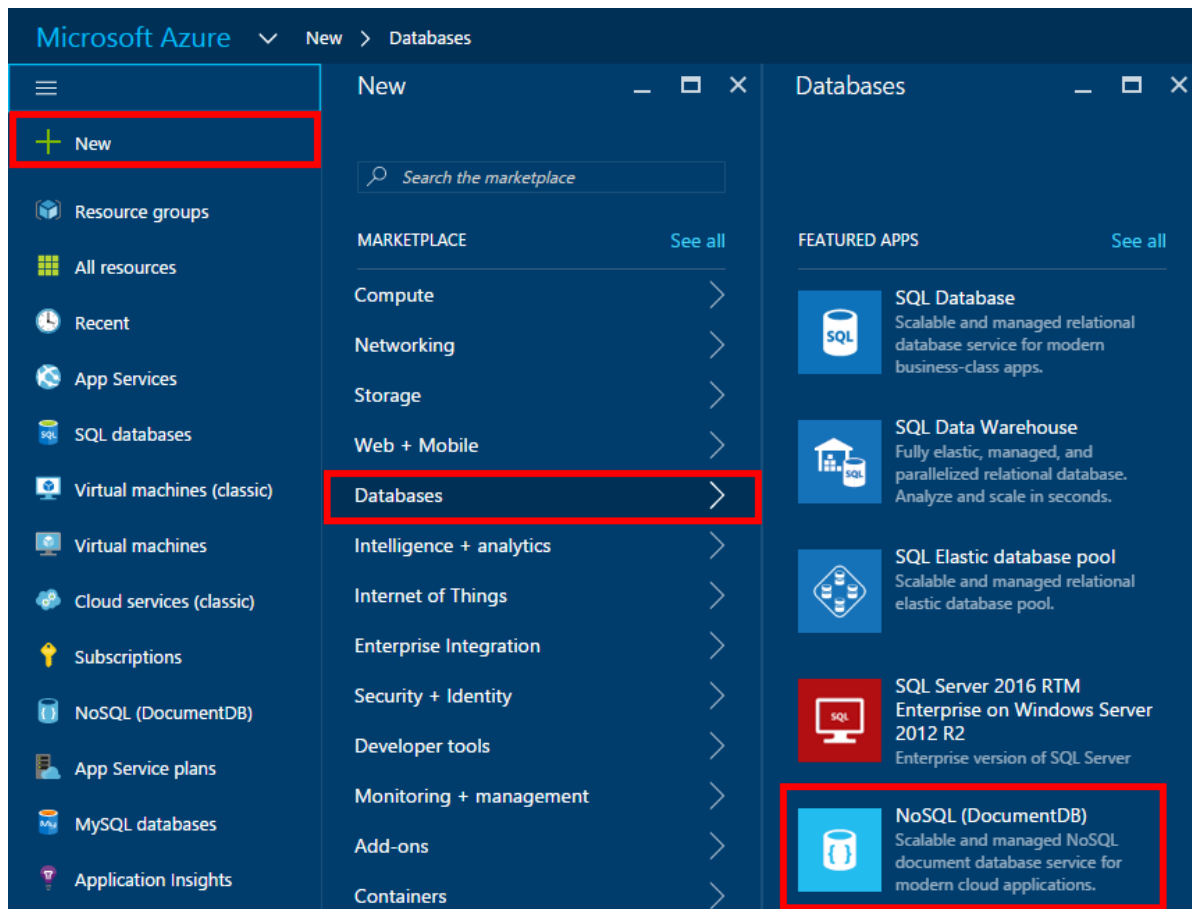 Microsoft Azure New > Databases
New
Resource groups
All resources
Recent
App Services
SQL databases
Virtual machines (classic)
Virtual machines
Cloud services (classic)
Subscriptions
NoSQL (DocumentDB)
App Service plans
MySQL databases
Application Insights
New
Search the marketplace
MARKETPLACE See all
Compute
Networking
Storage
Web + Mobile
Databases
Intelligence + analytics
Internet of Things
Enterprise Integration
Security + Identity
Developer tools
Monitoring + management
Add-ons
Containers
Databases
FEATURED APPS See all
SQL
SQL Database
Scalable and managed relational
database service for modern
business-class apps.
SQL
SQL Data Warehouse
Fully elastic, managed, and
parallelized relational database.
Analyze and scale in seconds.
SQL Elastic database pool
Scalable and managed relational
elastic database pool.
SQL
SQL Server 2016 RTM
Enterprise on Windows Server
2012 R2
Enterprise version of SQL Server
NoSQL (DocumentDB)
Scalable and managed NoSQL
document database service for
modern cloud applications.